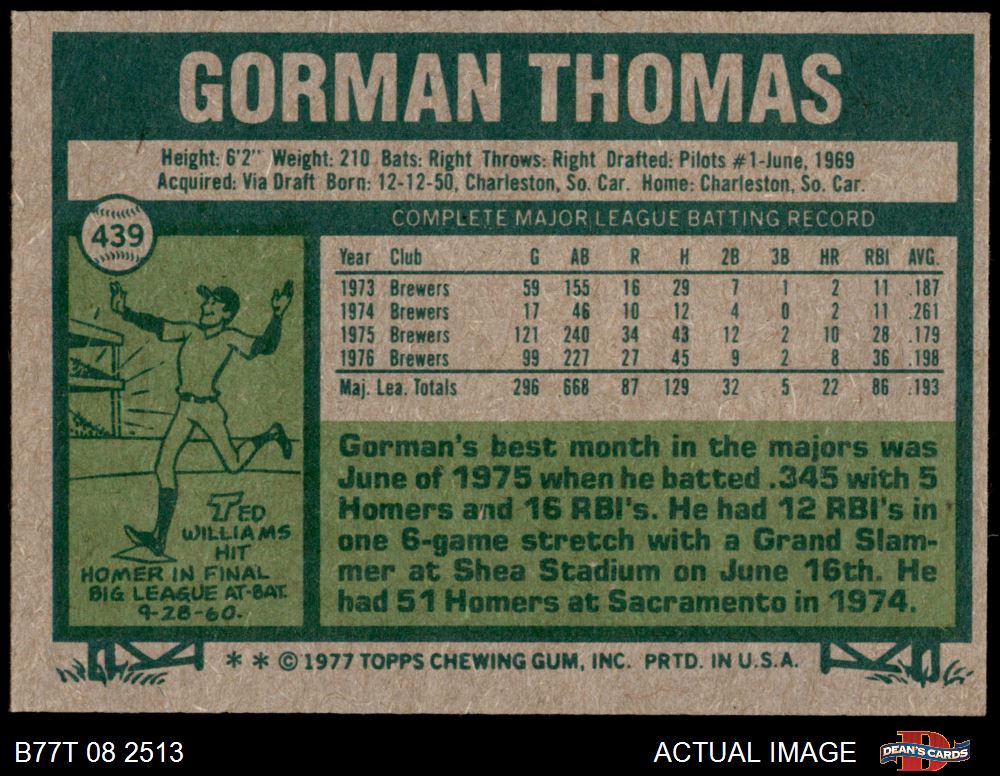 GORMAN THOMAS
Height: 6'2" Weight: 210 Bats: Right Throws: Right Drafted: Pilots #1-June, 1969
Acquired: Via Draft Born: 12-12-50, Charleston, So. Car. Home: Charleston, So. Car.
439
COMPLETE MAJOR LEAGUE BATTING RECORD
Year Club G AB R H 2B 3B HR RBI AVG.
1973 Brewers 59 155 16 29 7 1 2 11 .187
1974 Brewers 17 46 10 12 4 0 2 11 .261
1975 Brewers 121 240 34 43 12 2 10 28 .179
1976 Brewers 99 227 27 45 9 2 8 36 .198
Maj. Lea. Totals 296 668 87 129 32 5 22 86 .193
TED
WILLIAMS
HIT
HOMER IN FINAL
BIG LEAGUE AT-BAT.
9-28-60.
Gorman's best month in the majors was
June of 1975 when he batted .345 with 5
Homers and 16 RBI's. He had 12 RBI's in
one 6-game stretch with a Grand Slam-
mer at Shea Stadium on June 16th. He
had 51 Homers at Sacramento in 1974.
* * © 1977 TOPPS CHEWING GUM, INC. PRTD. IN U.S.A.
B77T 08 2513
ACTUAL IMAGE
DEAN'S CARDS